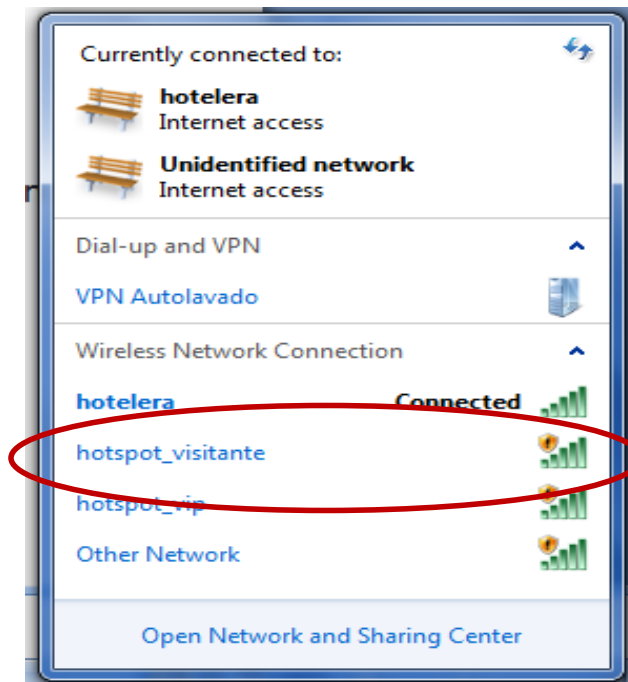 Currently connected to:
hotelera
Internet access
Unidentified network
Internet access
Dial-up and VPN
VPN Autolavado
Wireless Network Connection
hotelera Connected
hotspot_visitante
hotspot_vip
Other Network
Open Network and Sharing Center